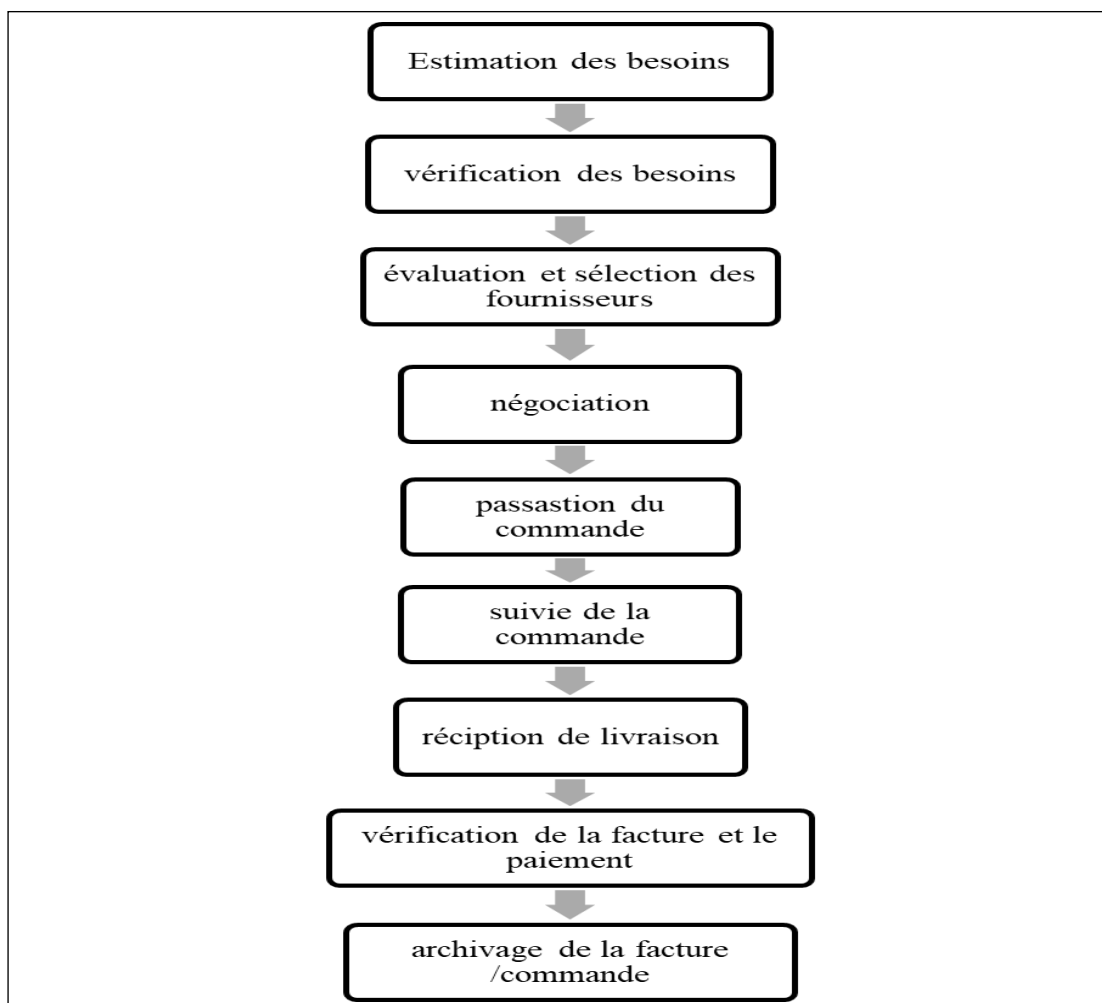 Estimation des besoins
vérification des besoins
évaluation et sélection des
fournisseurs
négociation
passastion du
commande
suivie de la
commande
réciption de livraison
vérification de la facture et le
paiement
archivage de la facture
/commande